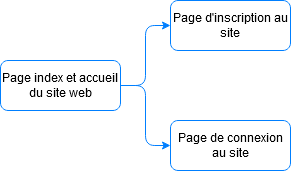 Page d'inscription au
site
Page index et accueil
du site web
Page de connexion
au site